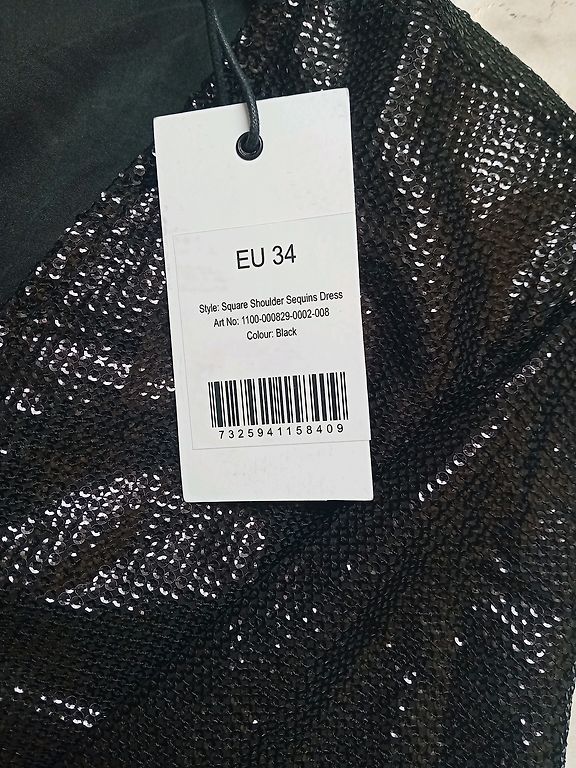 EU 34
Style: Square Shoulder Sequins Dress
Art No: 1100-000829-0002-008
Colour: Black
7325941158409